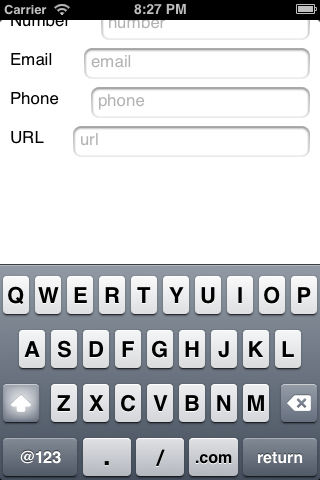 Carrier 8:27 PM
Number number
Email email
Phone phone
URL url
Q W E R T Y U I O P
A S D F G H J K L
Z X C V B N M
@123 . / .com return